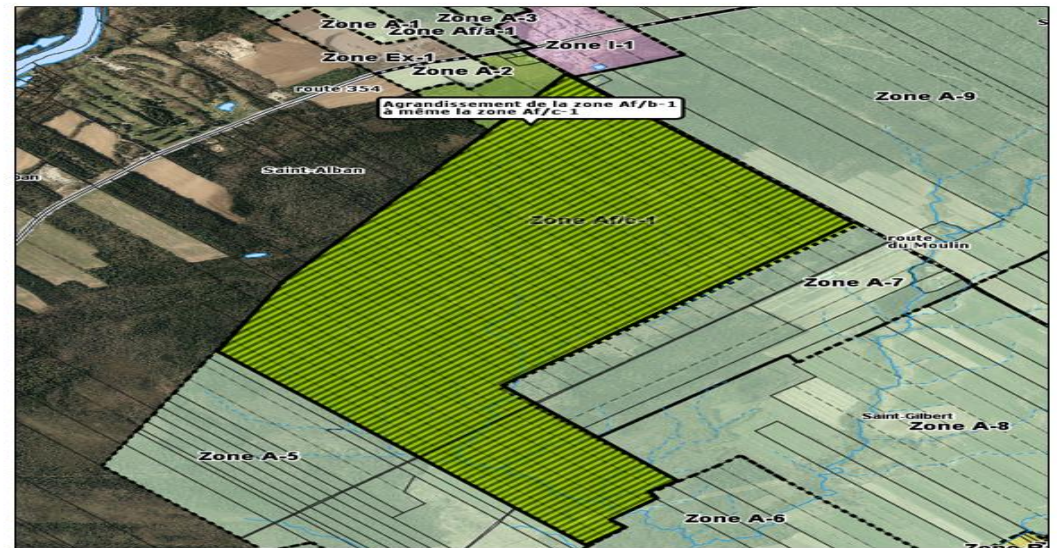 Zone A-1
Zone A-3
Zone Af/a-1
Zone I-1
Zone Ex-1
Zone A-2
route 354
Agrandissement de la zone Af/b-1
à même la zone Af/c-1
Zone A-9
Saint-Alban
Zone Af/c-1
route
du Moulin
Zone A-7
Saint-Gilbert
Zone A-8
Zone A-5
Zone A-6